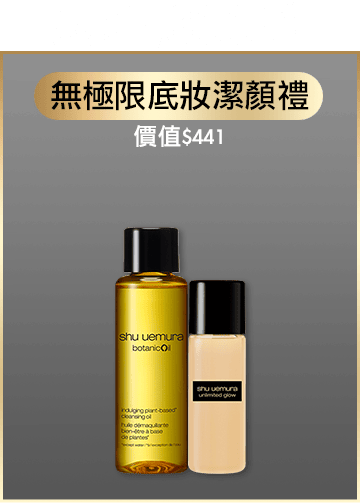 無極限底妝潔顏禮
價值$441
shu uemura
botanicOil
indulging plant-based*
cleansing oil
huile démaquillante
bien-être à base
de plantes*
shu uemura
unlimited glow